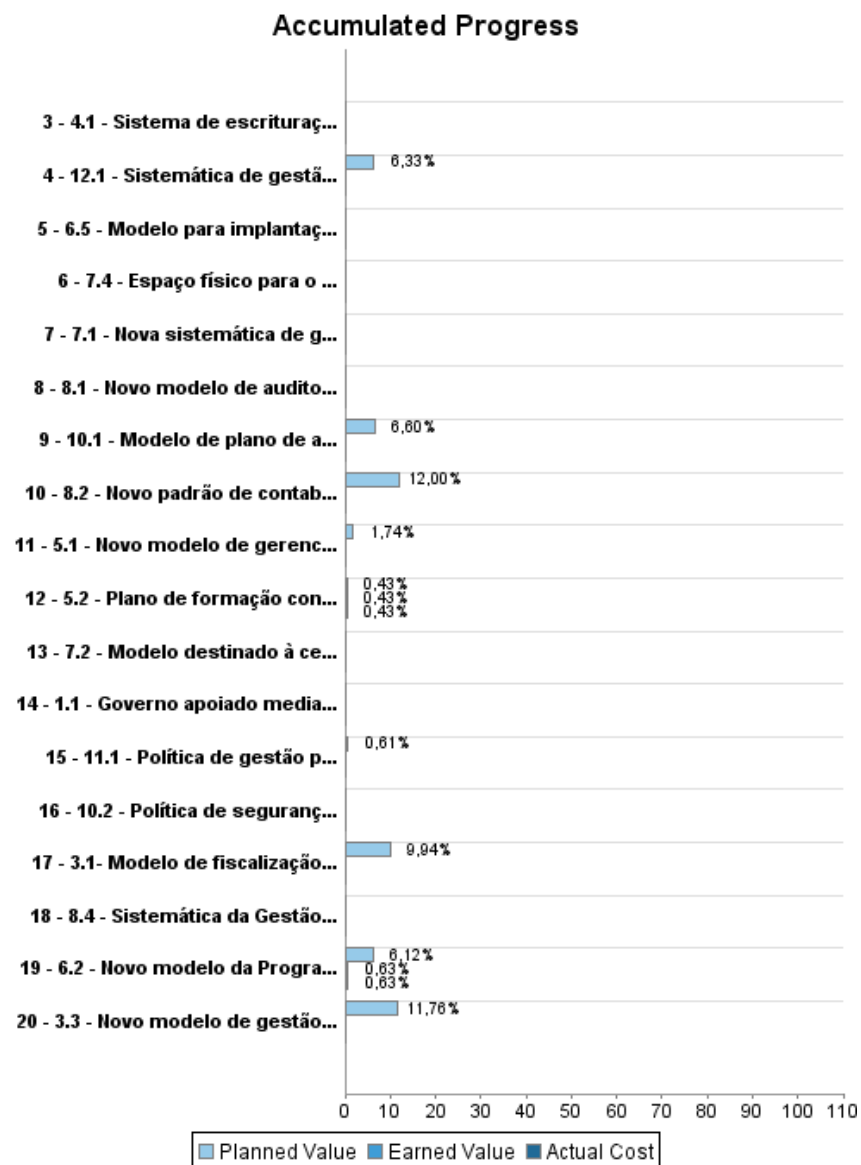 Accumulated Progress
3 - 4.1 - Sistema de escrituraç...
4 - 12.1 - Sistemática de gestã...
6,33%
5 - 6.5 - Modelo para implantaç...
6 - 7.4 - Espaço físico para o ...
7 - 7.1 - Nova sistemática de g...
8 - 8.1 - Novo modelo de audito...
9 - 10.1 - Modelo de plano de a...
6,60%
10 - 8.2 - Novo padrão de contab...
12,00%
11 - 5.1 - Novo modelo de gerenc...
1,74%
12 - 5.2 - Plano de formação con...
0,43%
0,43%
0,43%
13 - 7.2 - Modelo destinado à ce...
14 - 1.1 - Governo apoiado media...
15 - 11.1 - Política de gestão p...
0,61%
16 - 10.2 - Política de seguranç...
17 - 3.1- Modelo de fiscalização...
9,94%
18 - 8.4 - Sistemática da Gestão...
19 - 6.2 - Novo modelo da Progra...
6,12%
0,63%
0,63%
20 - 3.3 - Novo modelo de gestão...
11,76%
0 10 20 30 40 50 60 70 80 90 100 110
Planned Value Earned Value Actual Cost